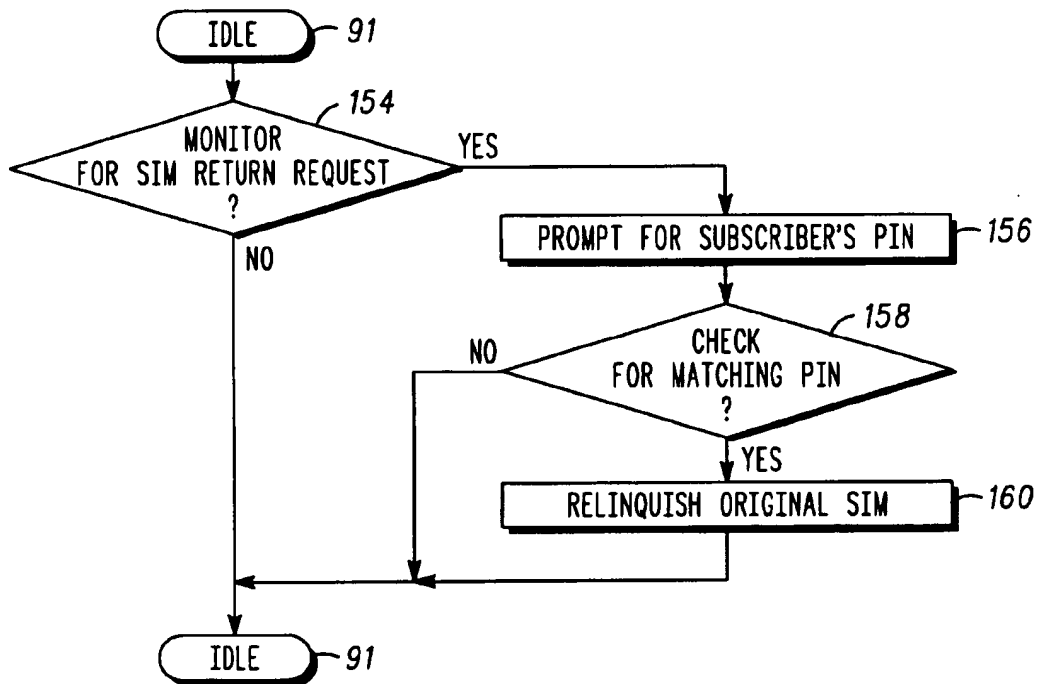 IDLE 91
154
MONITOR
FOR SIM RETURN REQUEST
?
YES
NO
PROMPT FOR SUBSCRIBER'S PIN 156
158
CHECK
FOR MATCHING PIN
?
NO
YES
RELINQUISH ORIGINAL SIM 160
IDLE 91